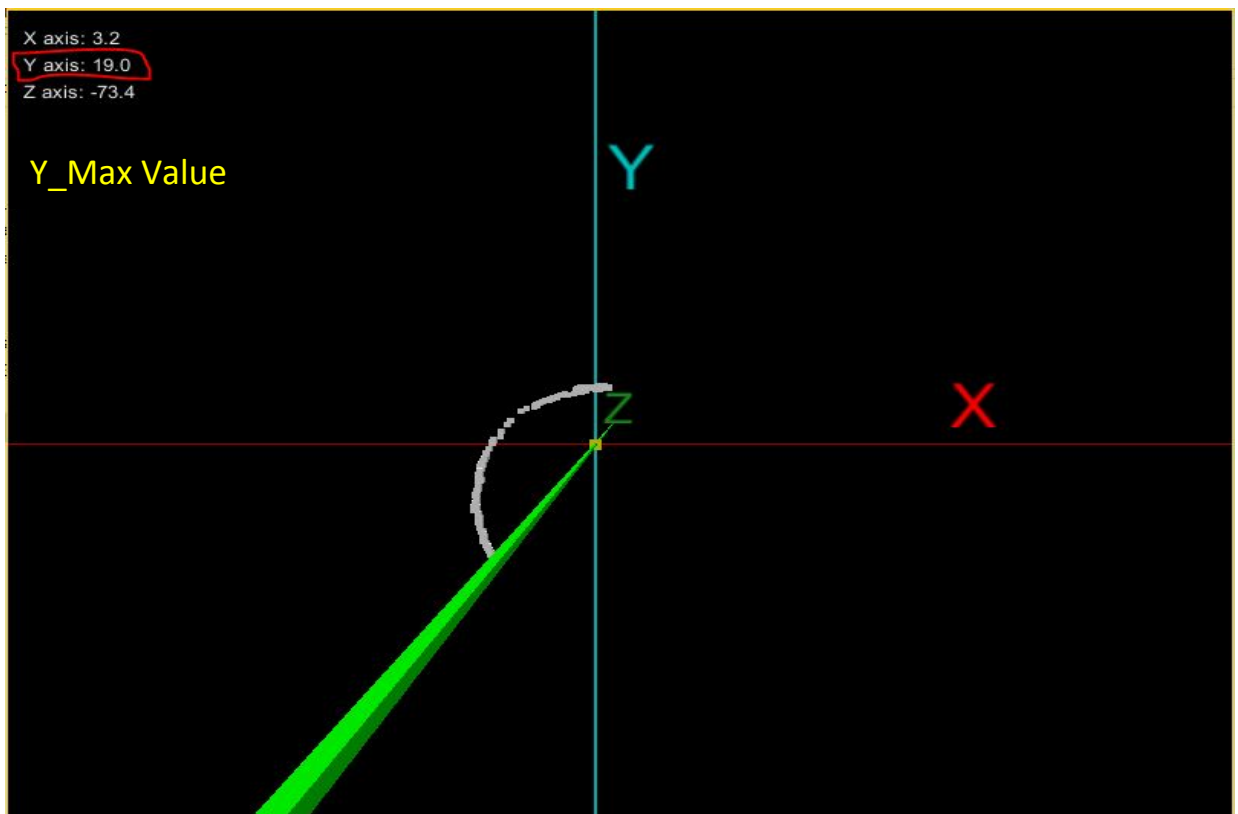 X axis: 3.2
Y axis: 19.0
Z axis: -73.4
Y_Max Value
Y
X
Z